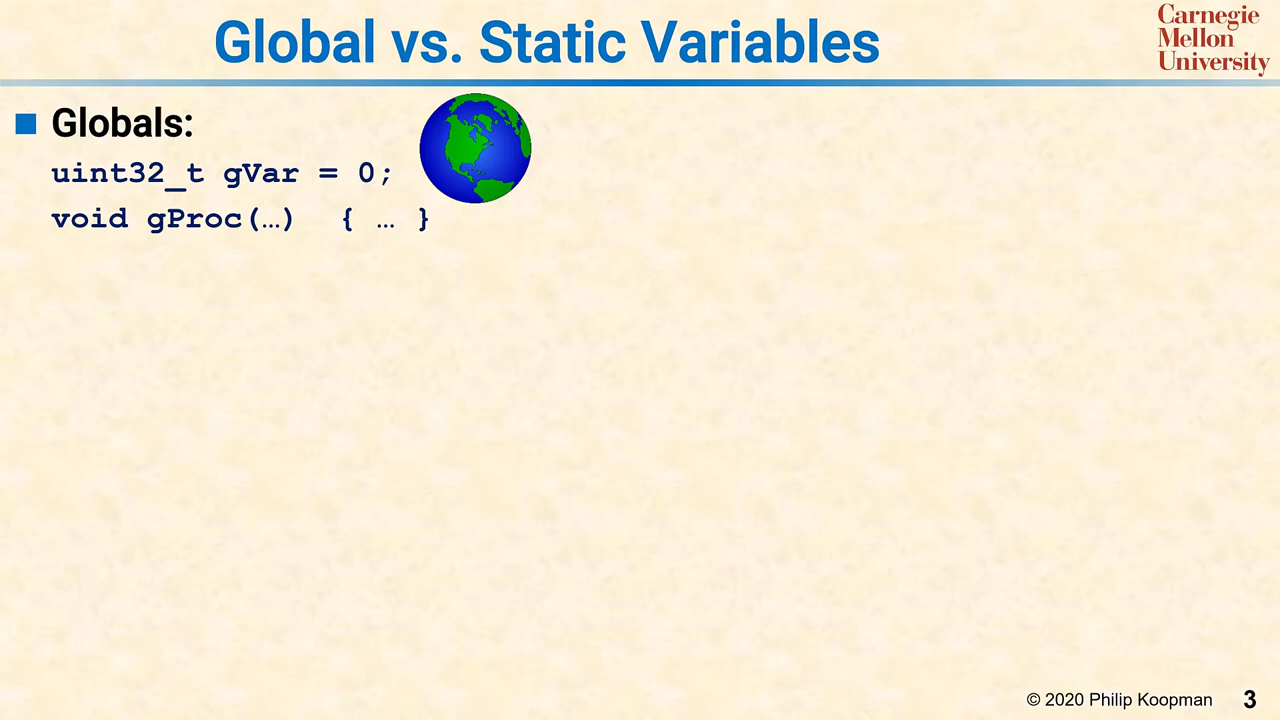 Global vs. Static Variables
Carnegie
Mellon
University
Globals:
uint32_t gVar = 0;
void gProc(…) { … }
© 2020 Philip Koopman 3